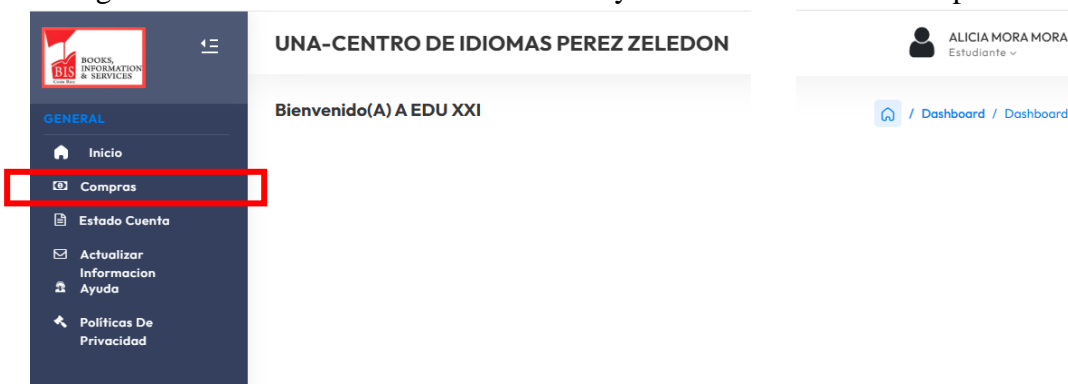 BOOKS,
INFORMATION
& SERVICES
BIS
UNA-CENTRO DE IDIOMAS PEREZ ZELEDON
ALICIA MORA MORA
Estudiante
GENERAL
Bienvenido(A) A EDU XXI
/ Dashboard / Dashboard
Inicio
Compras
Estado Cuenta
Actualizar
Informacion
Ayuda
Políticas De
Privacidad